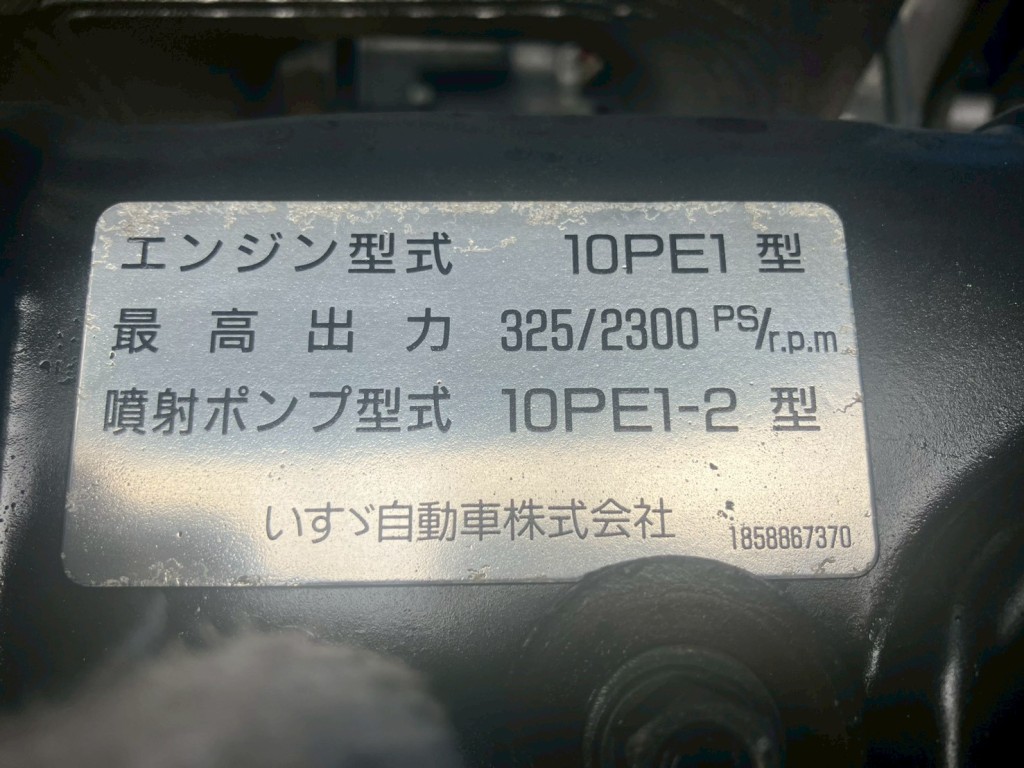 エンジン型式 10PE1 型
最高出力 325/2300 PS/r.p.m
噴射ポンプ型式 10PE1-2 型
いすゞ自動車株式会社 1858867370